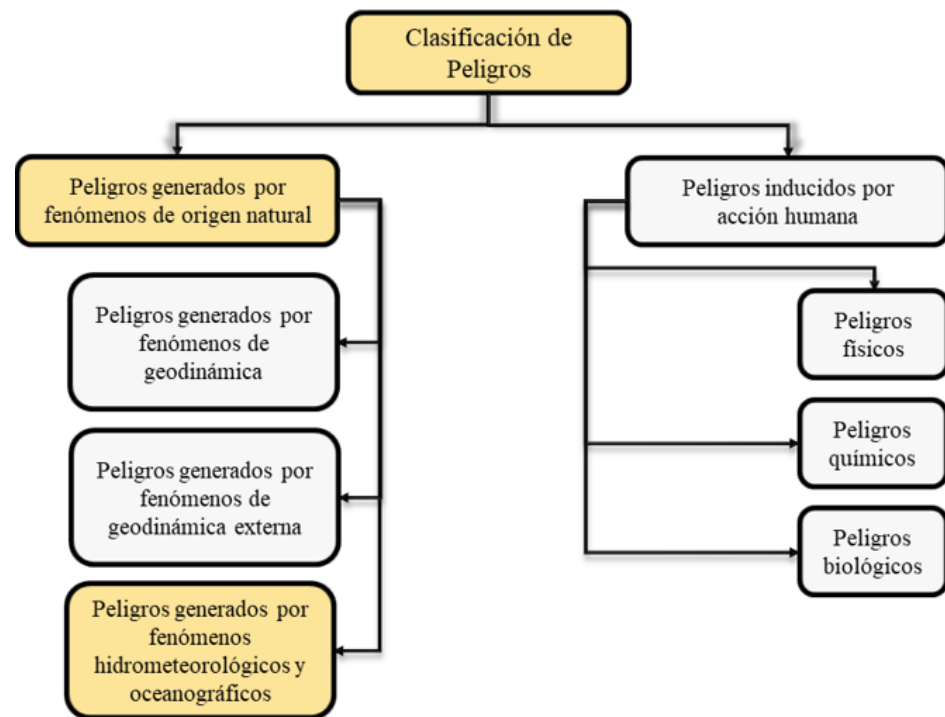 Clasificación de
Peligros
Peligros generados por
fenómenos de origen natural
Peligros generados por
fenómenos de
geodinámica
Peligros generados por
fenómenos de
geodinámica externa
Peligros generados por
fenómenos
hidrometeorológicos y
oceanográficos
Peligros inducidos por
acción humana
Peligros
físicos
Peligros
químicos
Peligros
biológicos